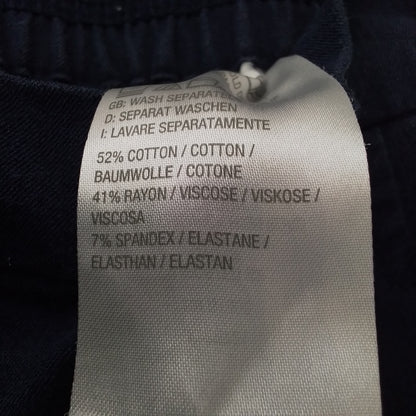 GB: WASH SEPARATE
D: SEPARAT WASCHEN
I: LAVARE SEPARATAMENTE
52% COTTON / COTTON /
BAUMWOLLE / COTONE
41% RAYON / VISCOSE / VISKOSE /
VISCOSA
7% SPANDEX / ELASTANE /
ELASTHAN / ELASTAN